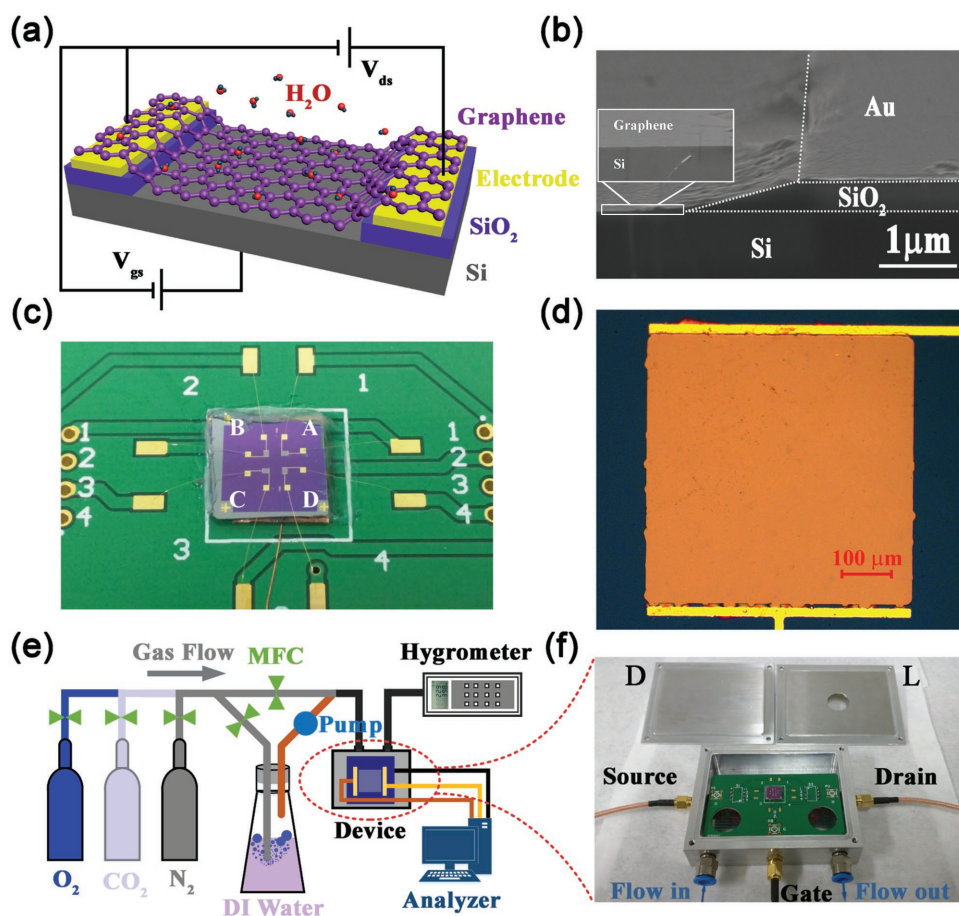 (a)
V_ds
H₂O
Graphene
Electrode
SiO₂
Si
V_gs
(b)
Graphene
Si
Au
SiO₂
Si
1μm
(c)
2
1
B
A
1
1
2
2
3
3
4
4
C
D
3
4
(d)
100 μm
(e)
Gas Flow
MFC
Hygrometer
Pump
Device
O₂
CO₂
N₂
DI Water
Analyzer
(f)
D
L
Source
Drain
Flow in
Gate
Flow out